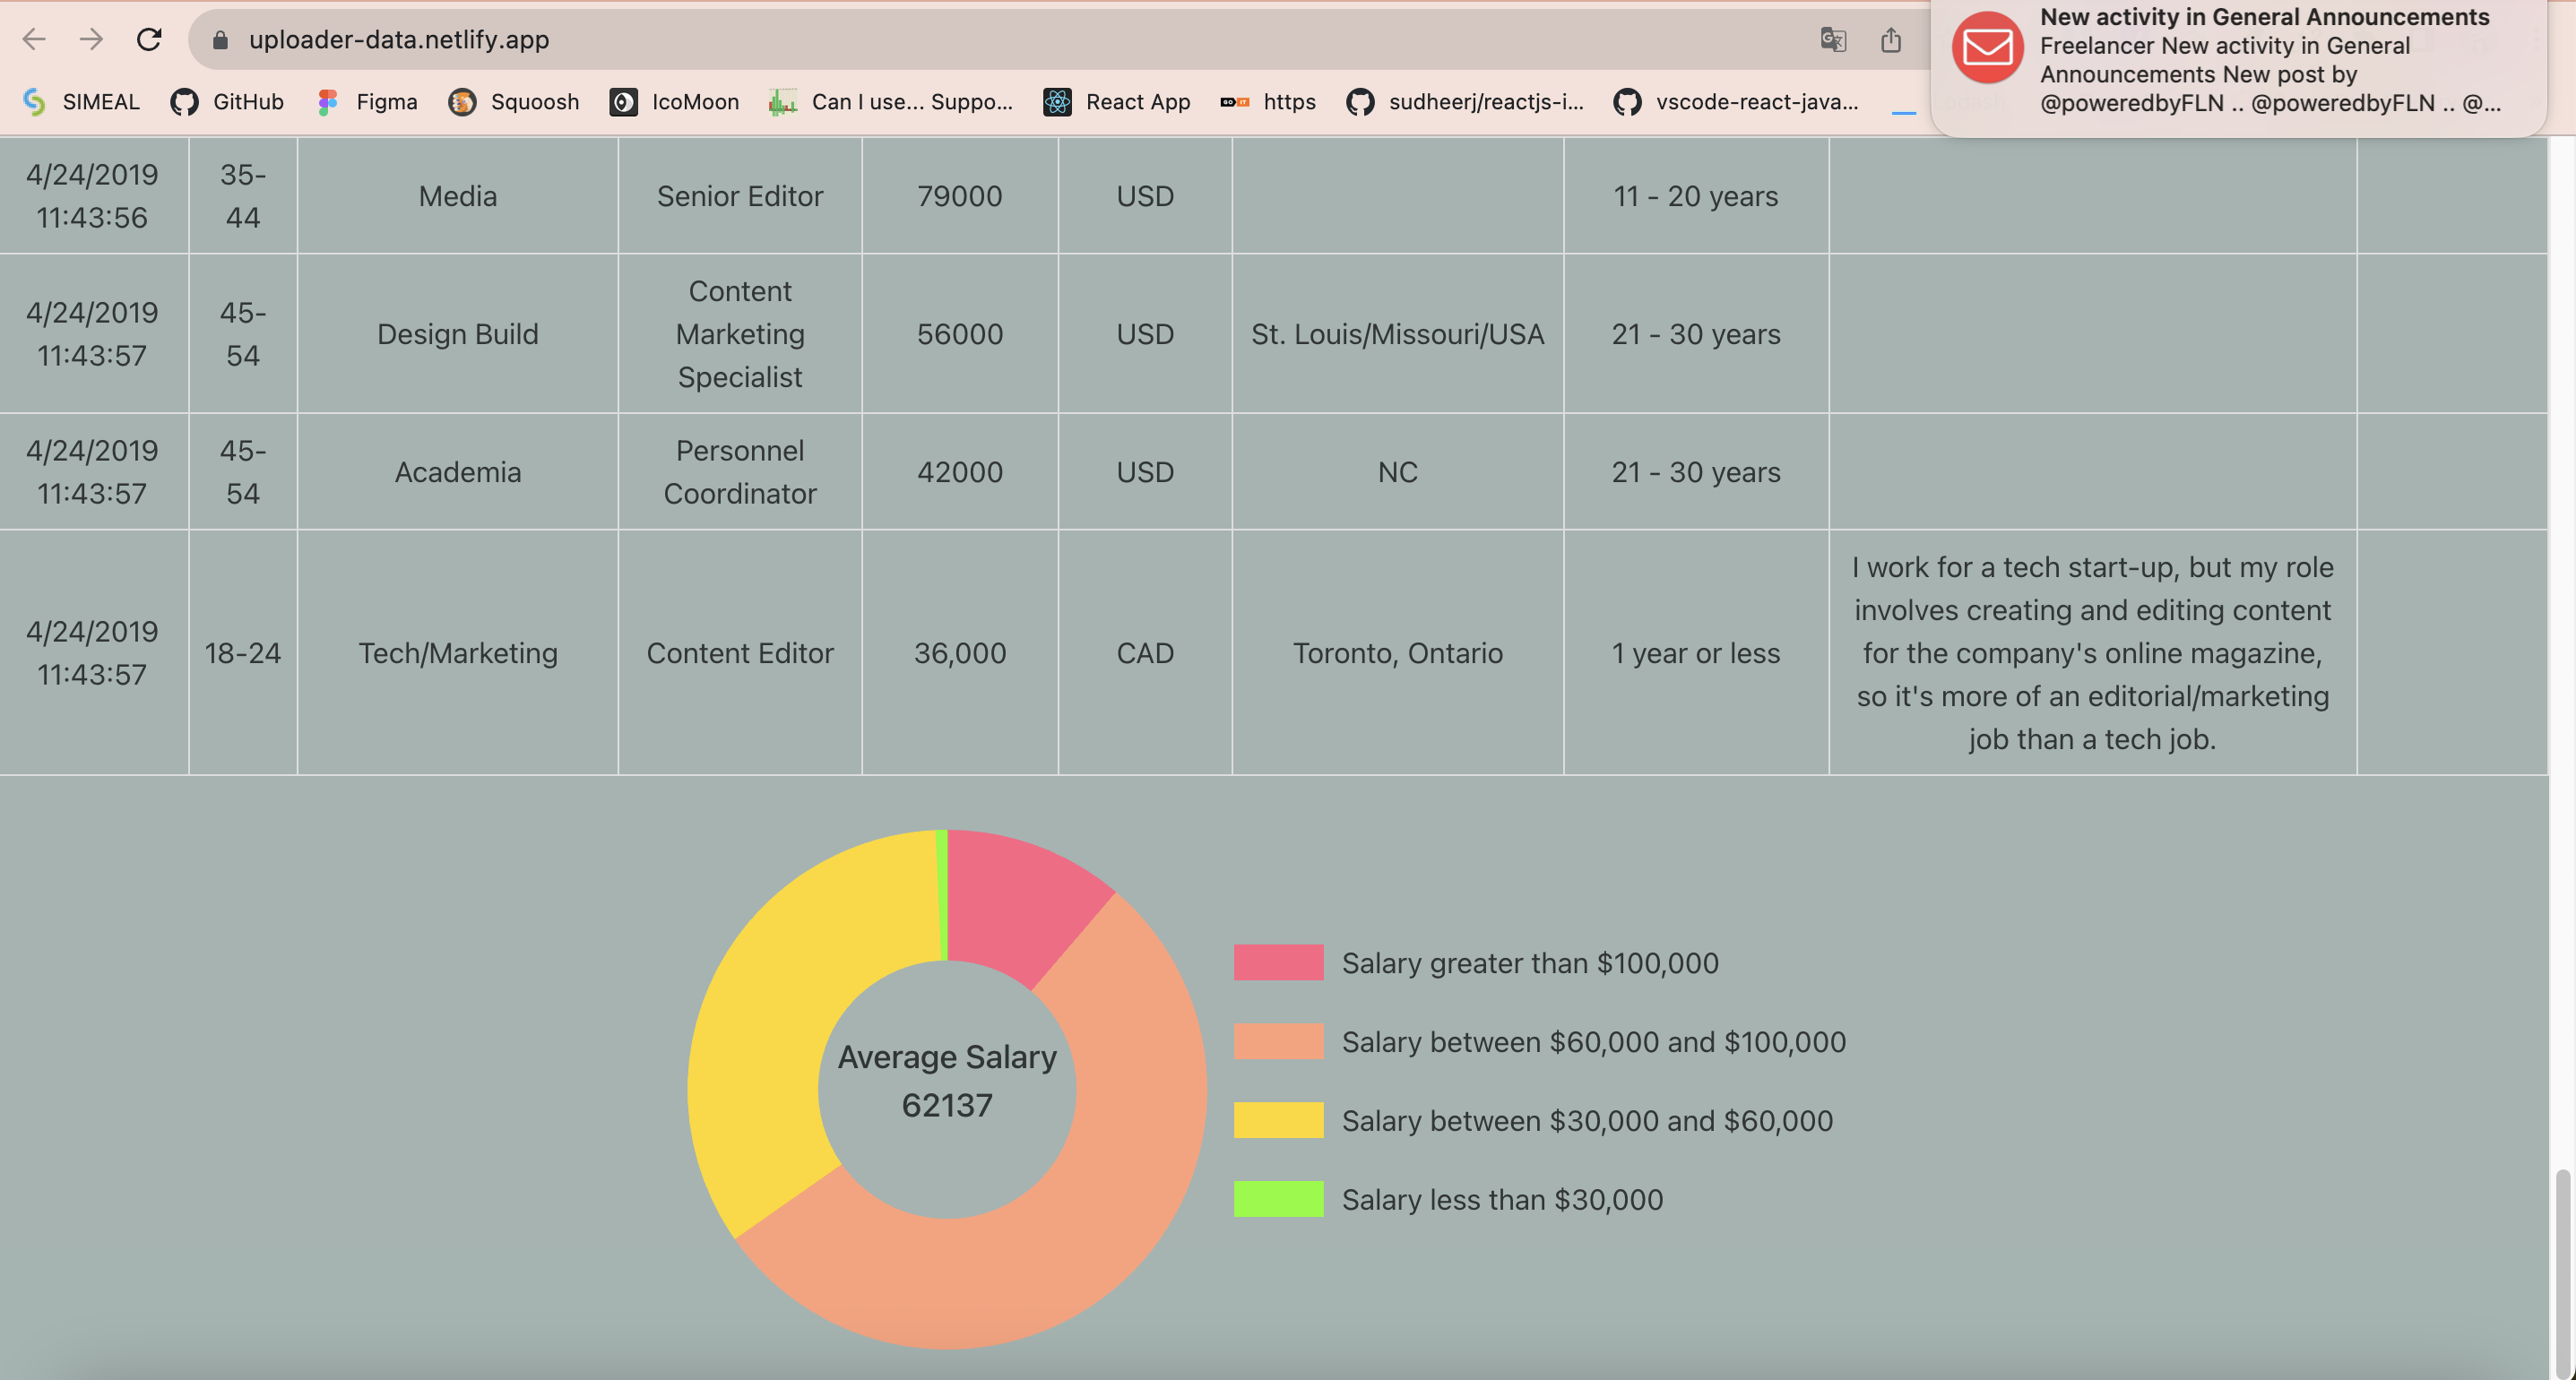 uploader-data.netlify.app
New activity in General Announcements
Freelancer New activity in General
Announcements New post by
@poweredbyFLN .. @poweredbyFLN .. @...
SIMEAL GitHub Figma Squoosh IcoMoon Can I use... Suppo... React App https sudheerj/reactjs-i... vscode-react-java...
4/24/2019
11:43:56
35-
44
Media
Senior Editor
79000
USD
11 - 20 years
4/24/2019
11:43:57
45-
54
Design Build
Content
Marketing
Specialist
56000
USD
St. Louis/Missouri/USA
21 - 30 years
4/24/2019
11:43:57
45-
54
Academia
Personnel
Coordinator
42000
USD
NC
21 - 30 years
4/24/2019
11:43:57
18-24
Tech/Marketing
Content Editor
36,000
CAD
Toronto, Ontario
1 year or less
I work for a tech start-up, but my role
involves creating and editing content
for the company's online magazine,
so it's more of an editorial/marketing
job than a tech job.
Average Salary
62137
Salary greater than $100,000
Salary between $60,000 and $100,000
Salary between $30,000 and $60,000
Salary less than $30,000